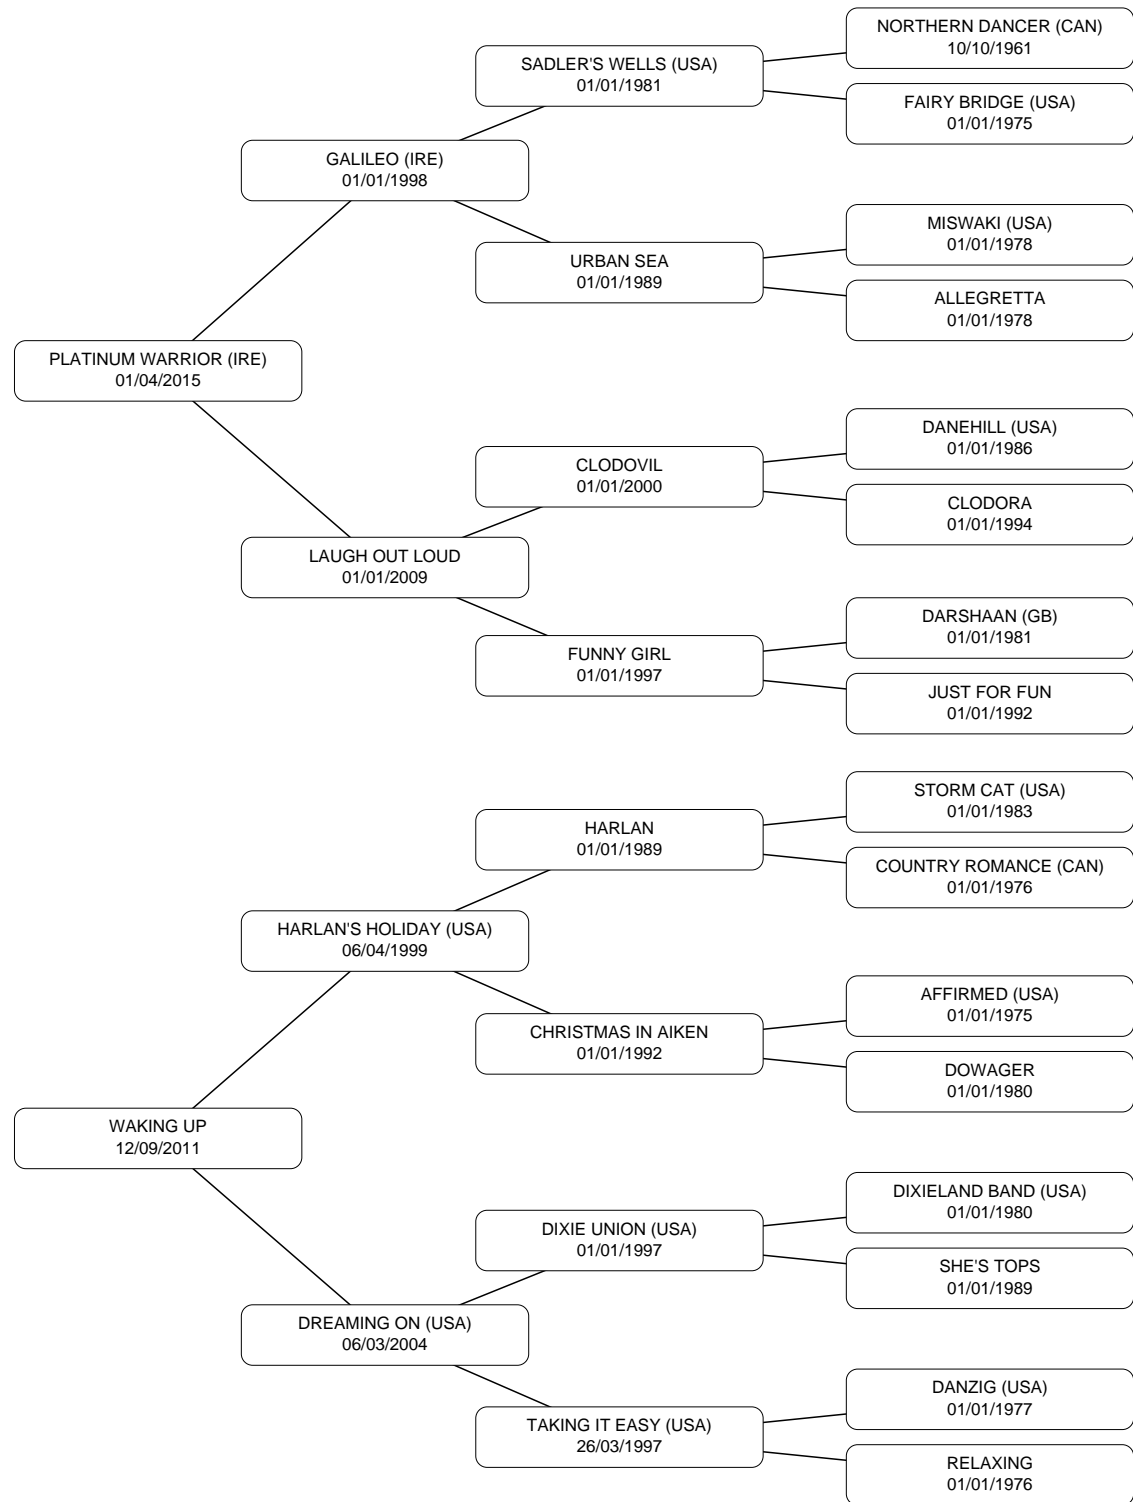 NORTHERN DANCER (CAN)
10/10/1961
SADLER'S WELLS (USA)
01/01/1981
FAIRY BRIDGE (USA)
01/01/1975
GALILEO (IRE)
01/01/1998
MISWAKI (USA)
01/01/1978
URBAN SEA
01/01/1989
ALLEGRETTA
01/01/1978
PLATINUM WARRIOR (IRE)
01/04/2015
DANEHILL (USA)
01/01/1986
CLODOVIL
01/01/2000
CLODORA
01/01/1994
LAUGH OUT LOUD
01/01/2009
DARSHAAN (GB)
01/01/1981
FUNNY GIRL
01/01/1997
JUST FOR FUN
01/01/1992
STORM CAT (USA)
01/01/1983
HARLAN
01/01/1989
COUNTRY ROMANCE (CAN)
01/01/1976
HARLAN'S HOLIDAY (USA)
06/04/1999
AFFIRMED (USA)
01/01/1975
CHRISTMAS IN AIKEN
01/01/1992
DOWAGER
01/01/1980
WAKING UP
12/09/2011
DIXIELAND BAND (USA)
01/01/1980
DIXIE UNION (USA)
01/01/1997
SHE'S TOPS
01/01/1989
DREAMING ON (USA)
06/03/2004
DANZIG (USA)
01/01/1977
TAKING IT EASY (USA)
26/03/1997
RELAXING
01/01/1976